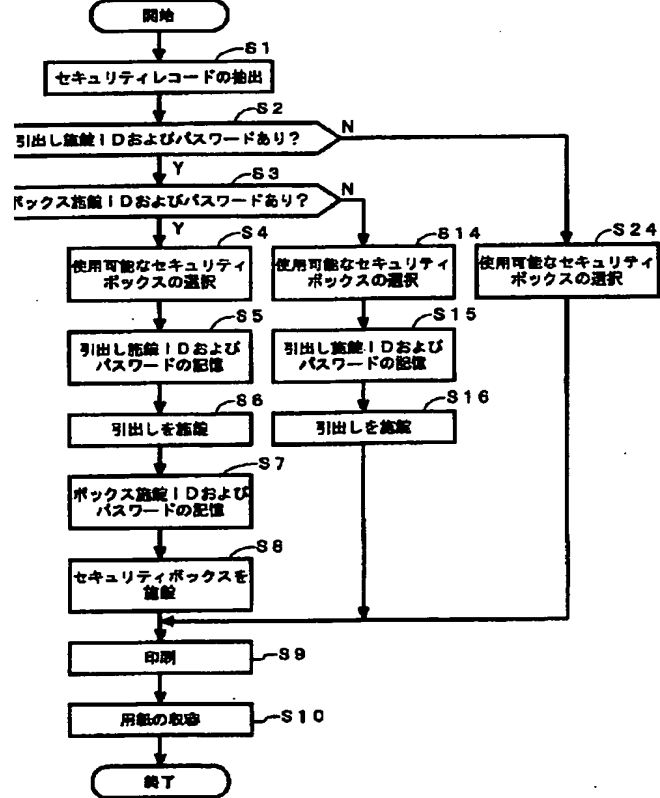 開始
S1
セキュリティレコードの抽出
S2
引出し施錠IDおよびパスワードあり?
N
Y
S3
ボックス施錠IDおよびパスワードあり?
N
Y
S4
使用可能なセキュリティ
ボックスの選択
S14
使用可能なセキュリティ
ボックスの選択
S24
使用可能なセキュリティ
ボックスの選択
S5
引出し施錠IDおよび
パスワードの記憶
S15
引出し施錠IDおよび
パスワードの記憶
S6
引出しを施錠
S16
引出しを施錠
S7
ボックス施錠IDおよび
パスワードの記憶
S8
セキュリティボックスを
施錠
印刷
S9
用紙の収容
S10
終了